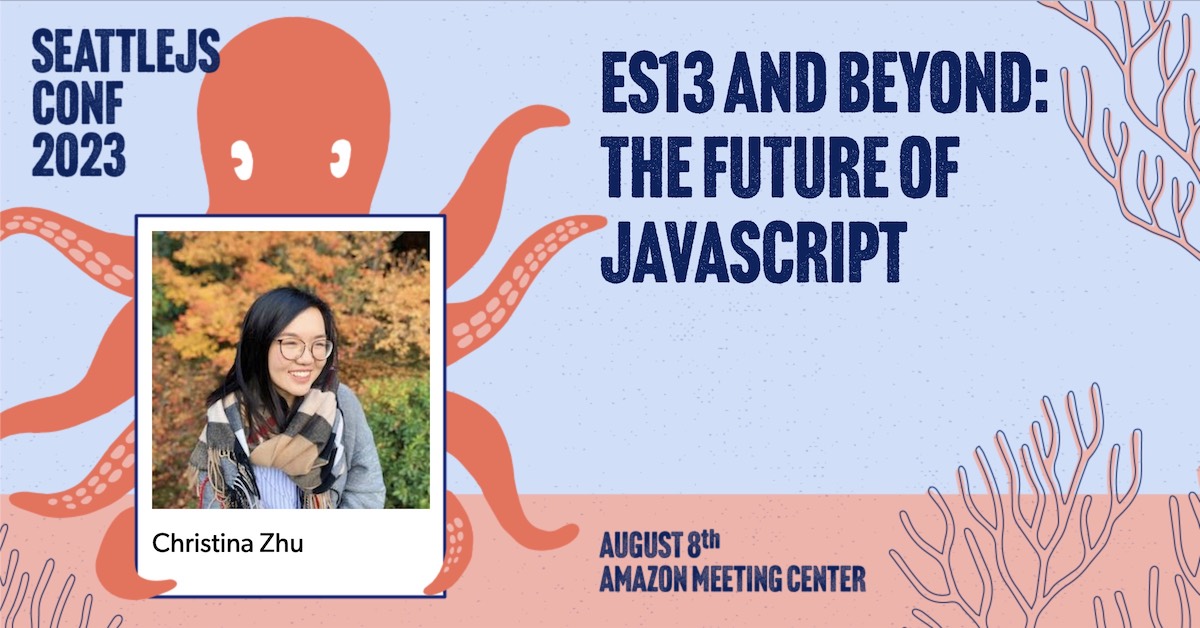 SEATTLEJS
CONF
2023
ES13 AND BEYOND:
THE FUTURE OF
JAVASCRIPT
Christina Zhu
AUGUST 8th
AMAZON MEETING CENTER